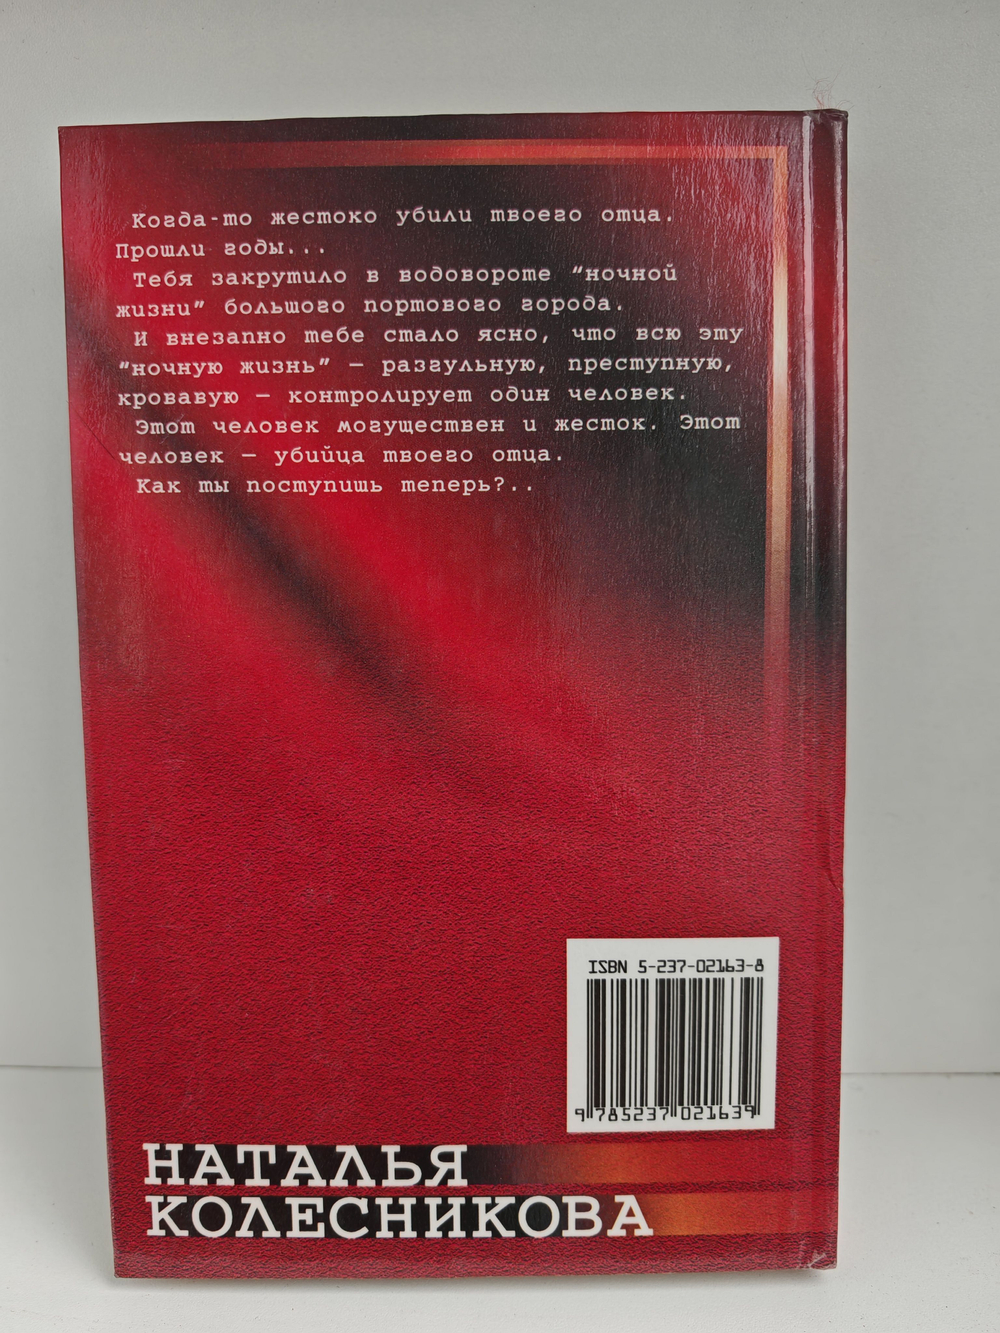 Когда-то жестоко убили твоего отца.
Прошли годы...
Тебя закрутило в водовороте "ночной
жизни" большого портового города.
И внезапно тебе стало ясно, что всю эту
"ночную жизнь" — разгульную, преступную,
кровавую — контролирует один человек.
Этот человек могуществен и жесток. Этот
человек — убийца твоего отца.
Как ты поступишь теперь?..
ISBN 5-237-02163-8
9 785237 021639
НАТАЛЬЯ
КОЛЕСНИКОВА